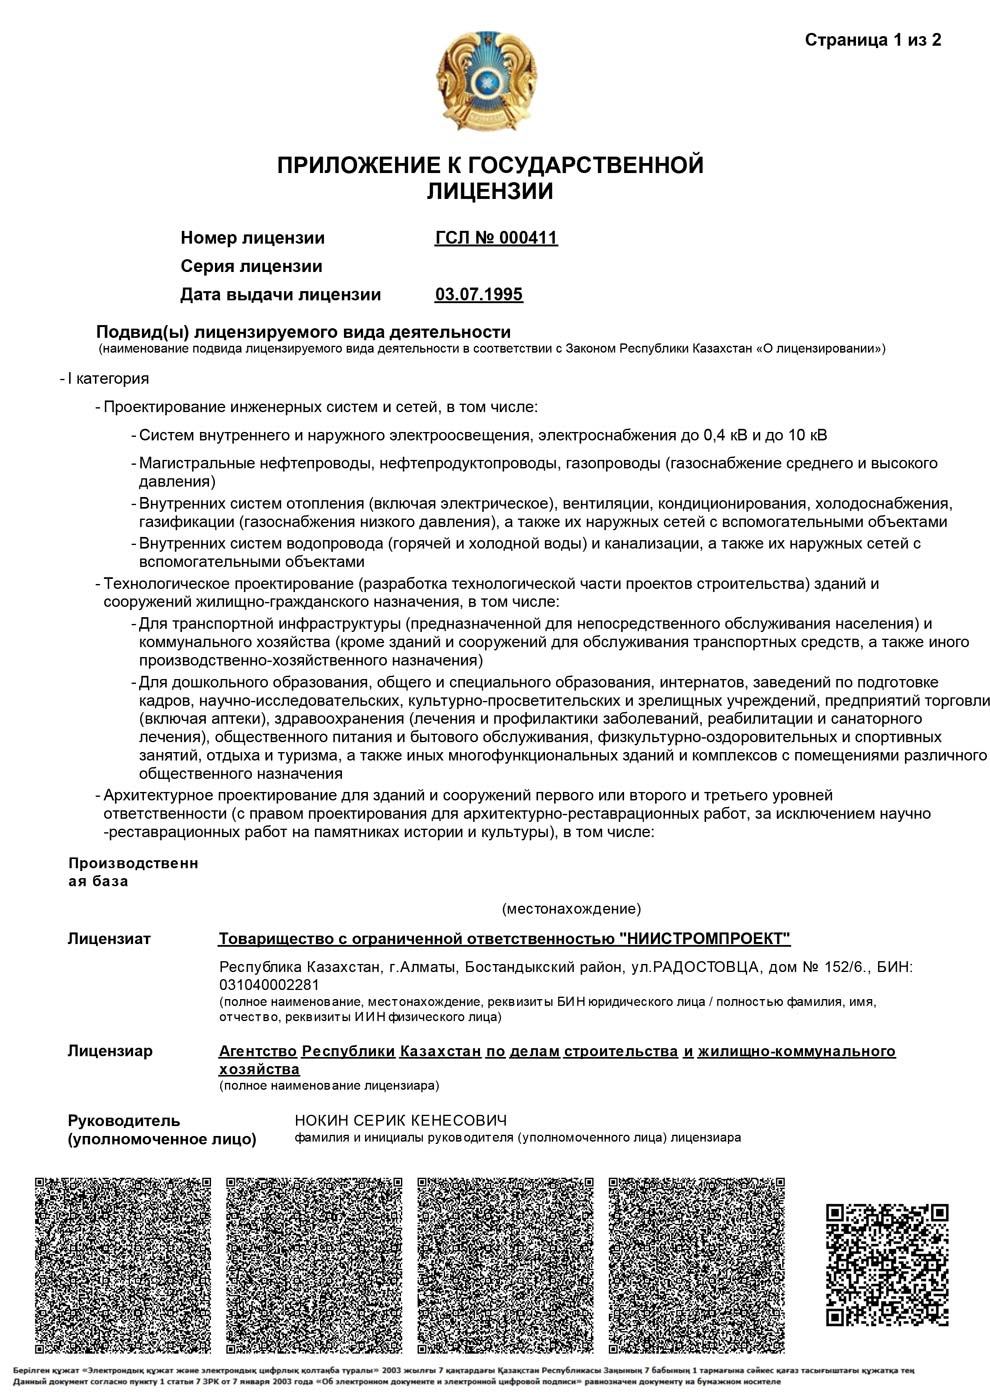 Страница 1 из 2
ПРИЛОЖЕНИЕ К ГОСУДАРСТВЕННОЙ
ЛИЦЕНЗИИ
Номер лицензии ГСЛ № 000411
Серия лицензии
Дата выдачи лицензии 03.07.1995
Подвид(ы) лицензируемого вида деятельности
(наименование подвида лицензируемого вида деятельности в соответствии с Законом Республики Казахстан «О лицензировании»)
- I категория
- Проектирование инженерных систем и сетей, в том числе:
- Систем внутреннего и наружного электроосвещения, электроснабжения до 0,4 кВ и до 10 кВ
- Магистральные нефтепроводы, нефтепродуктопроводы, газопроводы (газоснабжение среднего и высокого
давления)
- Внутренних систем отопления (включая электрическое), вентиляции, кондиционирования, холодоснабжения,
газификации (газоснабжения низкого давления), а также их наружных сетей с вспомогательными объектами
- Внутренних систем водопровода (горячей и холодной воды) и канализации, а также их наружных сетей с
вспомогательными объектами
- Технологическое проектирование (разработка технологической части проектов строительства) зданий и
сооружений жилищно-гражданского назначения, в том числе:
- Для транспортной инфраструктуры (предназначенной для непосредственного обслуживания населения) и
коммунального хозяйства (кроме зданий и сооружений для обслуживания транспортных средств, а также иного
производственно-хозяйственного назначения)
- Для дошкольного образования, общего и специального образования, интернатов, заведений по подготовке
кадров, научно-исследовательских, культурно-просветительских и зрелищных учреждений, предприятий торговли
(включая аптеки), здравоохранения (лечения и профилактики заболеваний, реабилитации и санаторного
лечения), общественного питания и бытового обслуживания, физкультурно-оздоровительных и спортивных
занятий, отдыха и туризма, а также иных многофункциональных зданий и комплексов с помещениями различного
общественного назначения
- Архитектурное проектирование для зданий и сооружений первого или второго и третьего уровней
ответственности (с правом проектирования для архитектурно-реставрационных работ, за исключением научно
-реставрационных работ на памятниках истории и культуры), в том числе:
Производственн
ая база
(местонахождение)
Лицензиат Товарищество с ограниченной ответственностью "НИИСТРОМПРОЕКТ"
Республика Казахстан, г.Алматы, Бостандыкский район, ул.РАДОСТОВЦА, дом № 152/6., БИН:
031040002281
(полное наименование, местонахождение, реквизиты БИН юридического лица / полностью фамилия, имя,
отчество, реквизиты ИИН физического лица)
Лицензиар Агентство Республики Казахстан по делам строительства и жилищно-коммунального
хозяйства
(полное наименование лицензиара)
Руководитель НОКИН СЕРИК КЕНЕСОВИЧ
(уполномоченное лицо) фамилия и инициалы руководителя (уполномоченного лица) лицензиара
Берілген құжат «Электрондық құжат және электрондық цифрлық қолтаңба туралы» 2003 жылғы 7 қаңтардағы Қазақстан Республикасы Заңының 7 бабының 1 тармағына сәйкес қағаз тасығыштағы құжатқа тең
Данный документ согласно пункту 1 статьи 7 ЗРК от 7 января 2003 года «Об электронном документе и электронной цифровой подписи» равнозначен документу на бумажном носителе